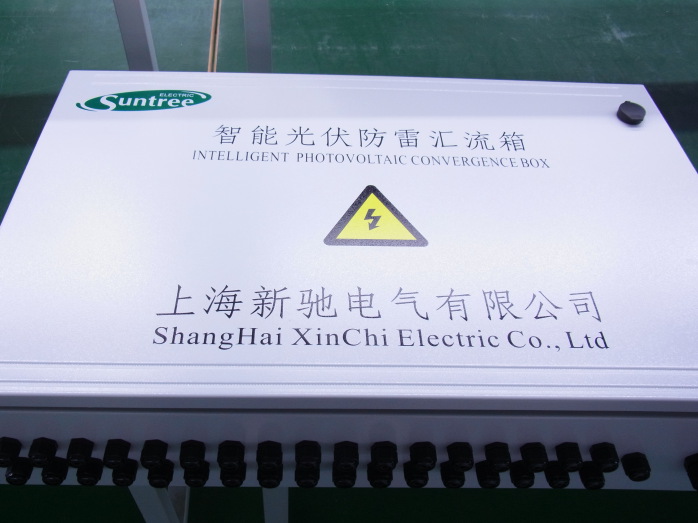 ELECTRIC
Suntree
智能光伏防雷汇流箱
INTELLIGENT PHOTOVOLTAIC CONVERGENCE BOX
上海新驰电气有限公司
ShangHai XinChi Electric Co., Ltd